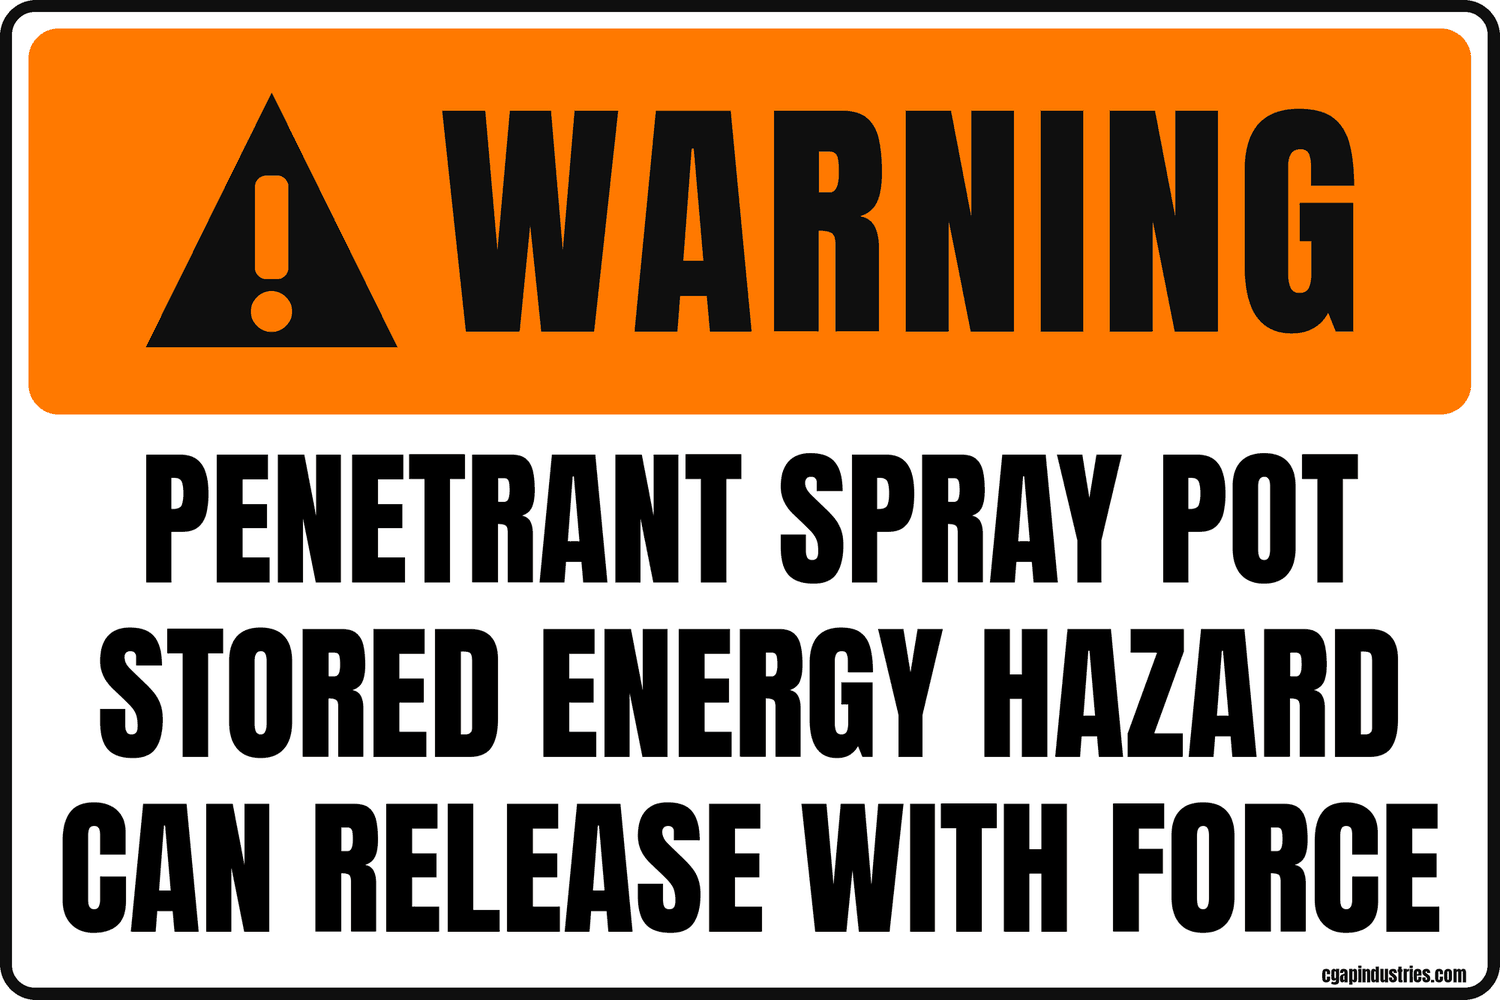 WARNING
PENETRANT SPRAY POT
STORED ENERGY HAZARD
CAN RELEASE WITH FORCE
cgapindustries.com